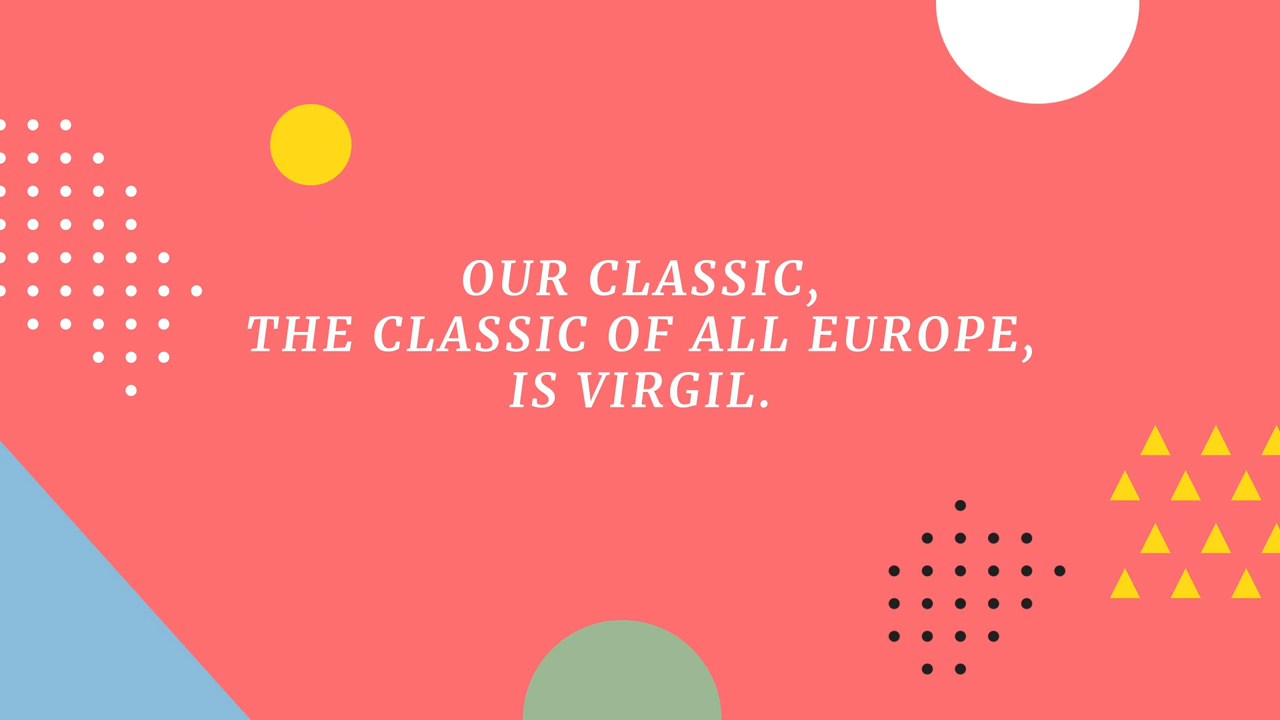 OUR CLASSIC,
THE CLASSIC OF ALL EUROPE,
IS VIRGIL.